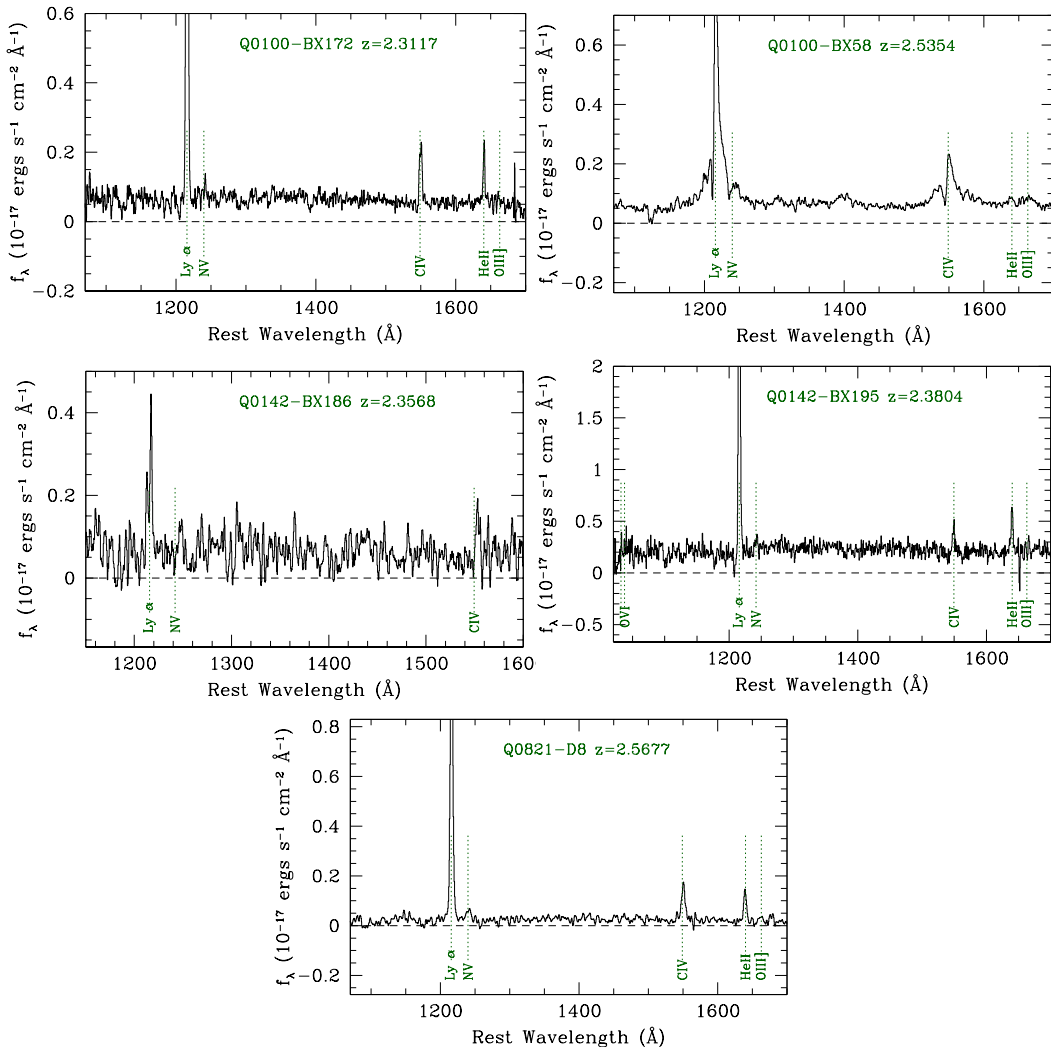 Q0100-BX172 z=2.3117
f_λ (10⁻¹⁷ ergs s⁻¹ cm⁻² Å⁻¹)
0.6
0.4
0.2
0
−0.2
Ly α
NV
CIV
HeII
OIII]
1200
1400
1600
Rest Wavelength (Å)
Q0100-BX58 z=2.5354
f_λ (10⁻¹⁷ ergs s⁻¹ cm⁻² Å⁻¹)
0.6
0.4
0.2
0
−0.2
Ly α
NV
CIV
HeII
OIII]
1200
1400
1600
Rest Wavelength (Å)
Q0142-BX186 z=2.3568
f_λ (10⁻¹⁷ ergs s⁻¹ cm⁻² Å⁻¹)
0.4
0.2
0
Ly α
NV
CIV
1200
1300
1400
1500
1600
Rest Wavelength (Å)
Q0142-BX195 z=2.3804
f_λ (10⁻¹⁷ ergs s⁻¹ cm⁻² Å⁻¹)
2
1.5
1
0.5
0
−0.5
OVI
Ly α
NV
CIV
HeII
OIII]
1200
1400
1600
Rest Wavelength (Å)
Q0821-D8 z=2.5677
f_λ (10⁻¹⁷ ergs s⁻¹ cm⁻² Å⁻¹)
0.8
0.6
0.4
0.2
0
−0.2
Ly α
NV
CIV
HeII
OIII]
1200
1400
1600
Rest Wavelength (Å)